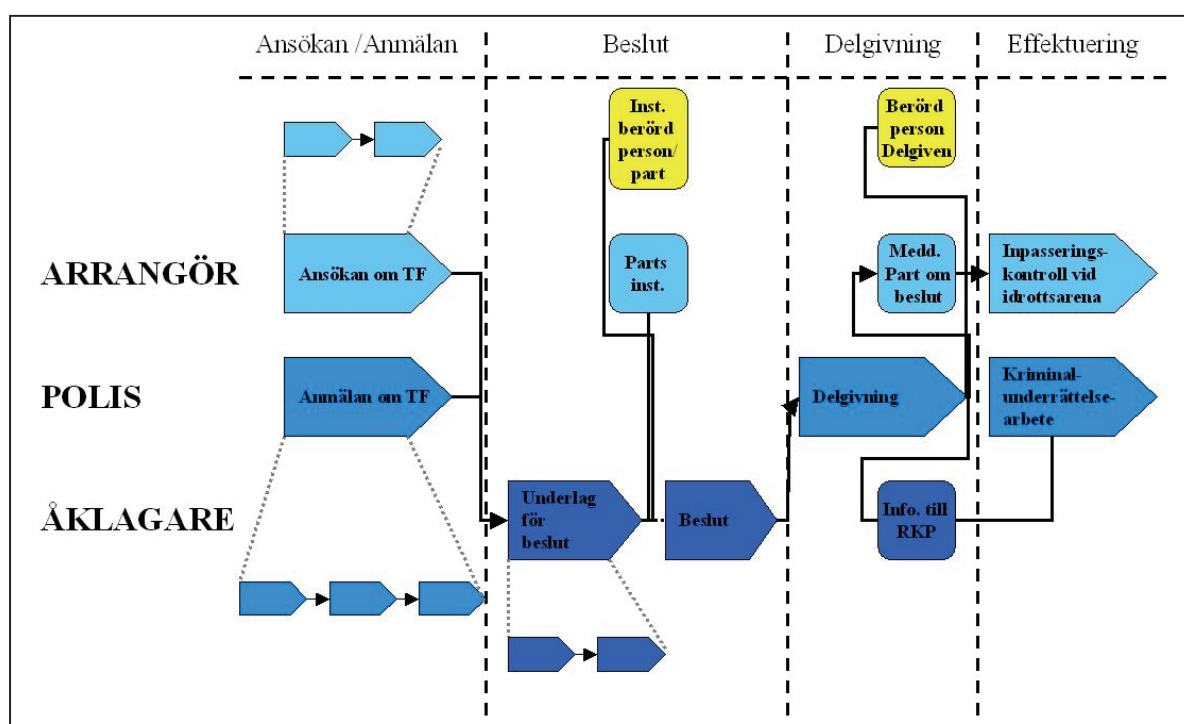 Ansökan /Anmälan
Beslut
Delgivning
Effektuering
Inst.
berörd
person/
part
Berörd
person
Delgiven
ARRANGÖR
Ansökan om TF
Parts
inst.
Medd.
Part om
beslut
Inpasserings-
kontroll vid
idrottsarena
POLIS
Anmälan om TF
Delgivning
Kriminal-
underrättelse-
arbete
ÅKLAGARE
Underlag
för
beslut
Beslut
Info. till
RKP